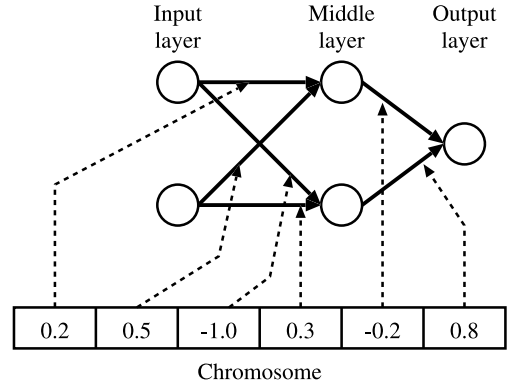 Input layer
Middle layer
Output layer
0.2 0.5 -1.0 0.3 -0.2 0.8
Chromosome